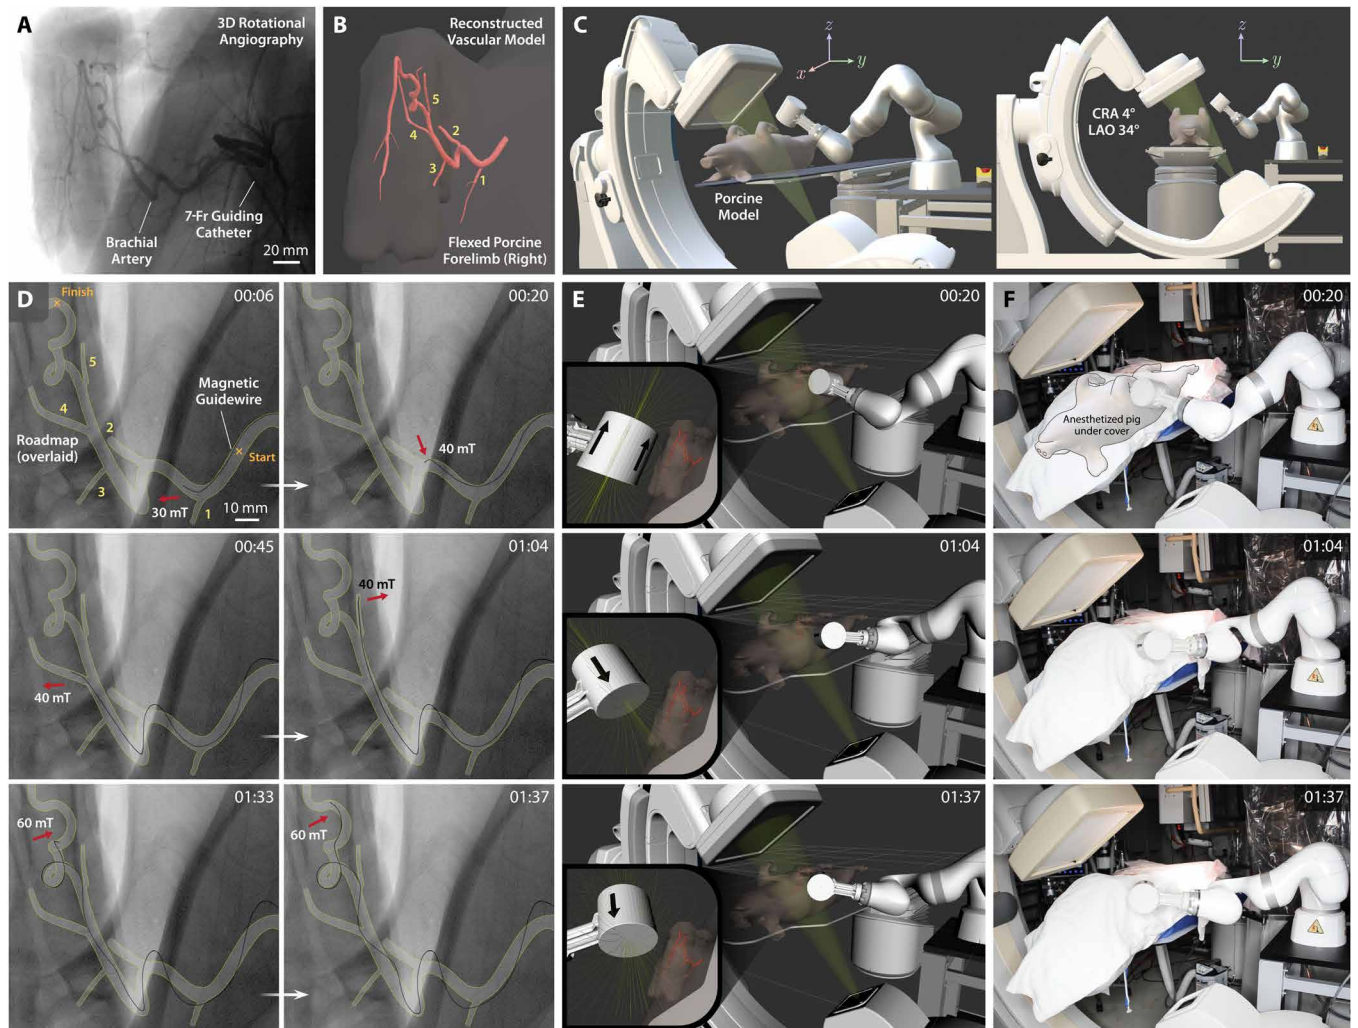 A
3D Rotational
Angiography
7-Fr Guiding
Catheter
Brachial
Artery
20 mm
B
Reconstructed
Vascular Model
5
4
2
3
1
Flexed Porcine
Forelimb (Right)
C
z
y
x
Porcine
Model
z
y
CRA 4°
LAO 34°
D
Finish
00:06
5
Magnetic
Guidewire
4
2
Roadmap
(overlaid)
Start
3
30 mT
1
10 mm
00:20
40 mT
00:45
40 mT
01:04
40 mT
01:33
60 mT
01:37
60 mT
E
00:20
01:04
01:37
F
00:20
Anesthetized pig
under cover
01:04
01:37